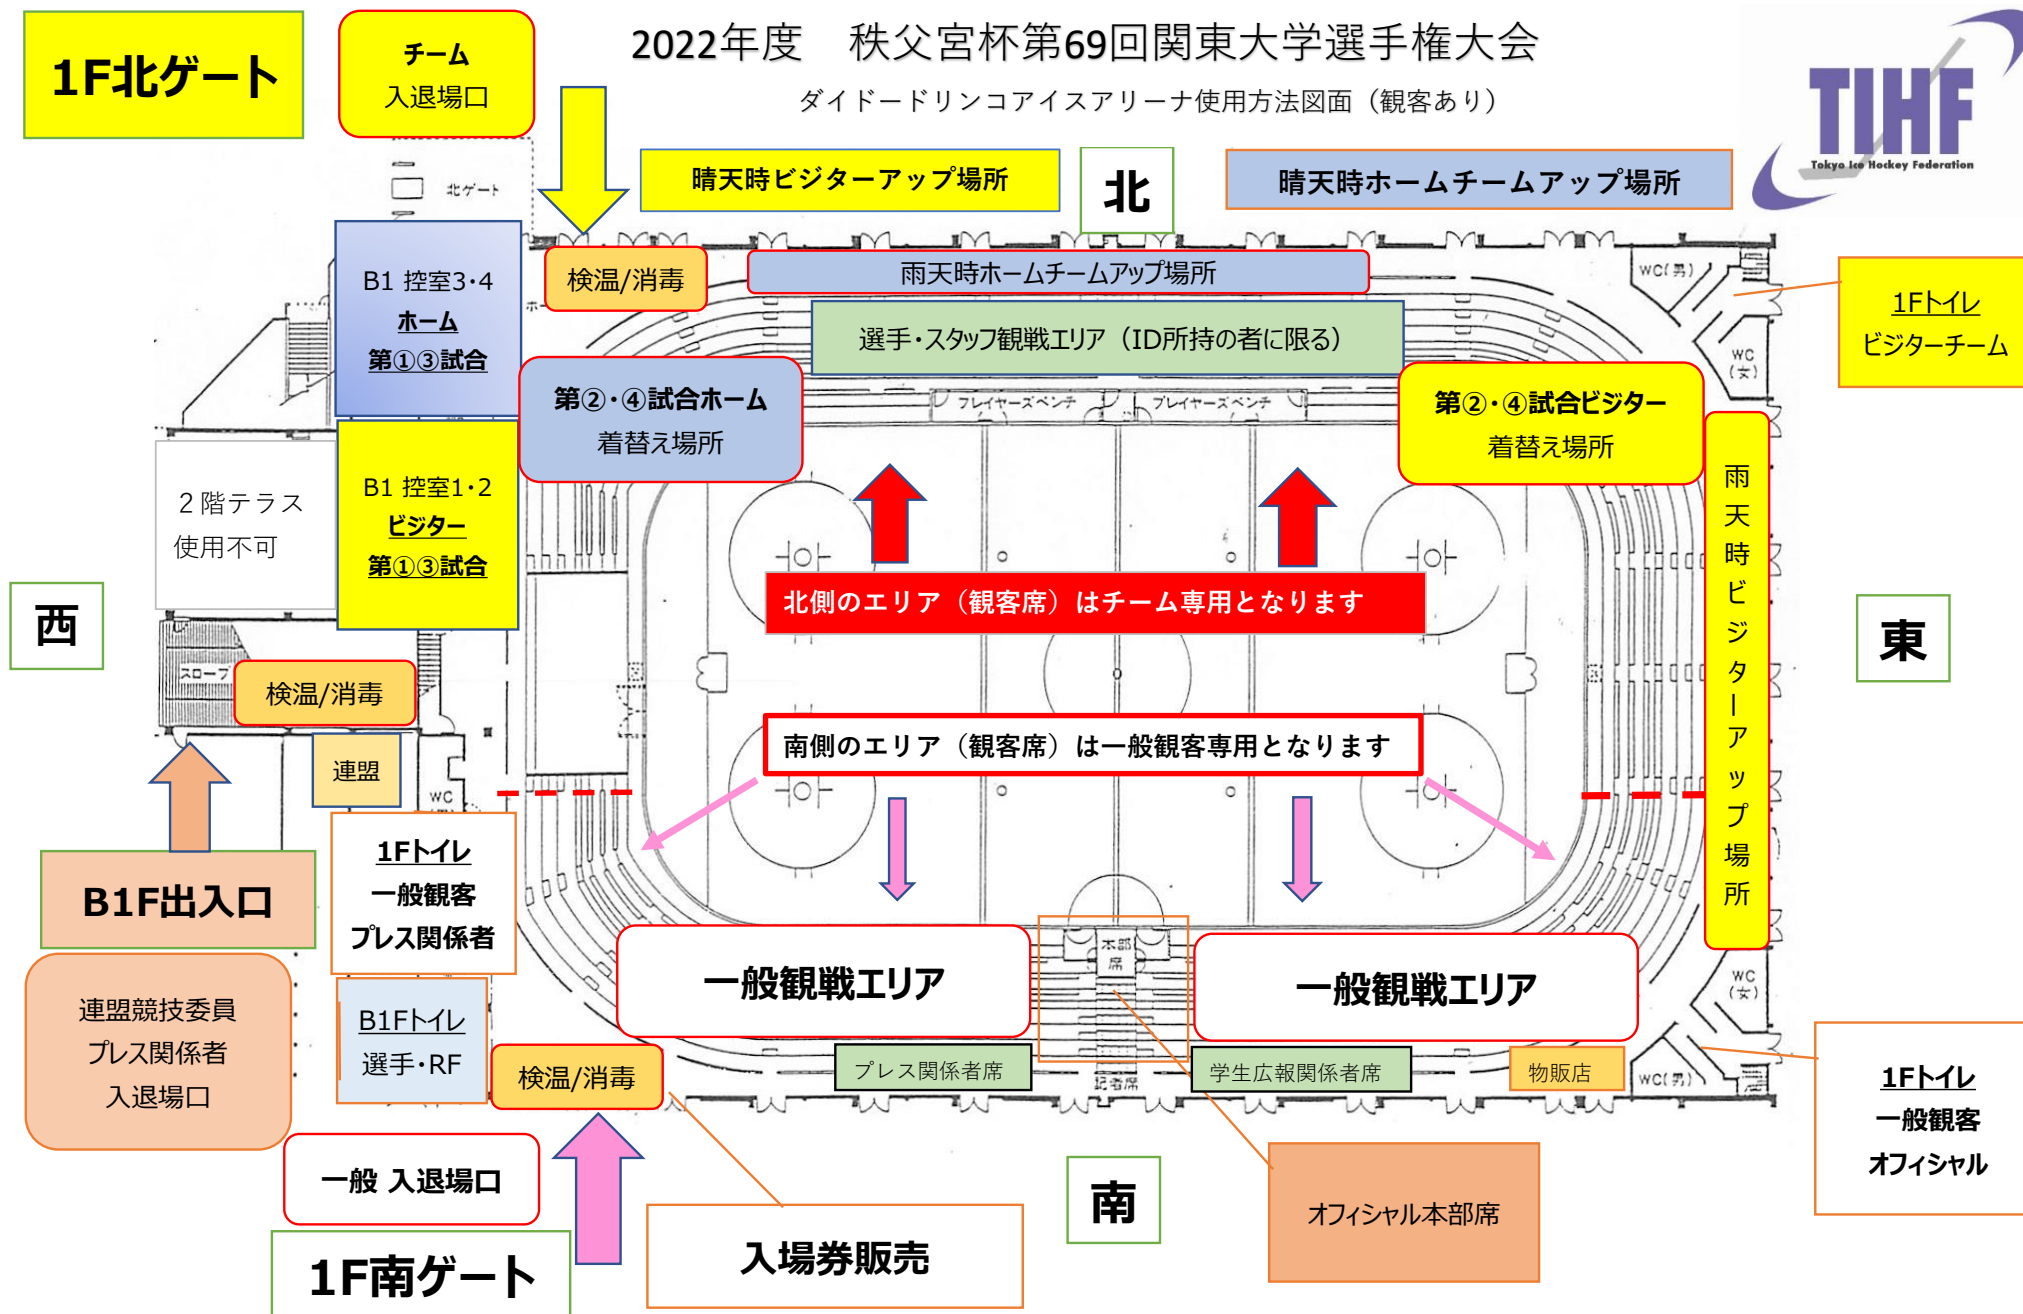 2022年度　秩父宮杯第69回関東大学選手権大会
ダイドードリンコアイスアリーナ使用方法図面（観客あり）
TIHF
Tokyo Ice Hockey Federation
1F北ゲート
チーム
入退場口
北ゲート
晴天時ビジターアップ場所
北
晴天時ホームチームアップ場所
B1 控室3・4
ホーム
第①③試合
検温/消毒
雨天時ホームチームアップ場所
WC(男)
1Fトイレ
ビジターチーム
選手・スタッフ観戦エリア（ID所持の者に限る）
WC
(女)
第②・④試合ホーム
着替え場所
プレイヤーズベンチ
プレイヤーズベンチ
第②・④試合ビジター
着替え場所
２階テラス
使用不可
B1 控室1・2
ビジター
第①③試合
雨天時ビジターアップ場所
北側のエリア（観客席）はチーム専用となります
西
東
スロープ
検温/消毒
南側のエリア（観客席）は一般観客専用となります
連盟
WC
1Fトイレ
一般観客
プレス関係者
B1F出入口
連盟競技委員
プレス関係者
入退場口
B1Fトイレ
選手・RF
一般観戦エリア
本部
席
一般観戦エリア
WC
(女)
検温/消毒
プレス関係者席
記者席
学生広報関係者席
物販店
WC(男)
1Fトイレ
一般観客
オフィシャル
一般 入退場口
南
オフィシャル本部席
入場券販売
1F南ゲート